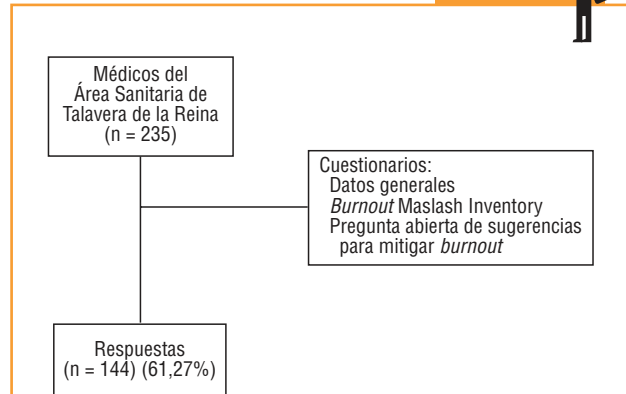 Médicos del
Área Sanitaria de
Talavera de la Reina
(n = 235)
Cuestionarios:
Datos generales
Burnout Maslash Inventory
Pregunta abierta de sugerencias
para mitigar burnout
Respuestas
(n = 144) (61,27%)